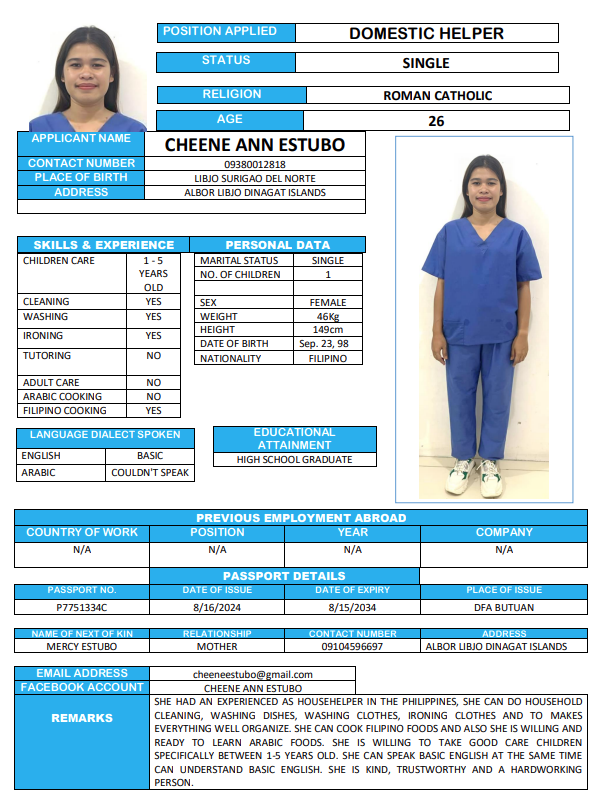 POSITION APPLIED DOMESTIC HELPER
STATUS SINGLE
RELIGION ROMAN CATHOLIC
AGE 26
APPLICANT NAME CHEENE ANN ESTUBO
CONTACT NUMBER 09380012818
PLACE OF BIRTH LIBJO SURIGAO DEL NORTE
ADDRESS ALBOR LIBJO DINAGAT ISLANDS
SKILLS & EXPERIENCE
CHILDREN CARE 1 - 5
YEARS
OLD
CLEANING YES
WASHING YES
IRONING YES
TUTORING NO
ADULT CARE NO
ARABIC COOKING NO
FILIPINO COOKING YES
PERSONAL DATA
MARITAL STATUS SINGLE
NO. OF CHILDREN 1
SEX FEMALE
WEIGHT 46Kg
HEIGHT 149cm
DATE OF BIRTH Sep. 23, 98
NATIONALITY FILIPINO
LANGUAGE DIALECT SPOKEN
ENGLISH BASIC
ARABIC COULDN'T SPEAK
EDUCATIONAL
ATTAINMENT
HIGH SCHOOL GRADUATE
PREVIOUS EMPLOYMENT ABROAD
COUNTRY OF WORK POSITION YEAR COMPANY
N/A N/A N/A N/A
PASSPORT DETAILS
PASSPORT NO. DATE OF ISSUE DATE OF EXPIRY PLACE OF ISSUE
P7751334C 8/16/2024 8/15/2034 DFA BUTUAN
NAME OF NEXT OF KIN RELATIONSHIP CONTACT NUMBER ADDRESS
MERCY ESTUBO MOTHER 09104596697 ALBOR LIBJO DINAGAT ISLANDS
EMAIL ADDRESS cheeneestubo@gmail.com
FACEBOOK ACCOUNT CHEENE ANN ESTUBO
REMARKS
SHE HAD AN EXPERIENCED AS HOUSEHELPER IN THE PHILIPPINES, SHE CAN DO HOUSEHOLD
CLEANING, WASHING DISHES, WASHING CLOTHES, IRONING CLOTHES AND TO MAKES
EVERYTHING WELL ORGANIZE. SHE CAN COOK FILIPINO FOODS AND ALSO SHE IS WILLING AND
READY TO LEARN ARABIC FOODS. SHE IS WILLING TO TAKE GOOD CARE CHILDREN
SPECIFICALLY BETWEEN 1-5 YEARS OLD. SHE CAN SPEAK BASIC ENGLISH AT THE SAME TIME
CAN UNDERSTAND BASIC ENGLISH. SHE IS KIND, TRUSTWORTHY AND A HARDWORKING
PERSON.